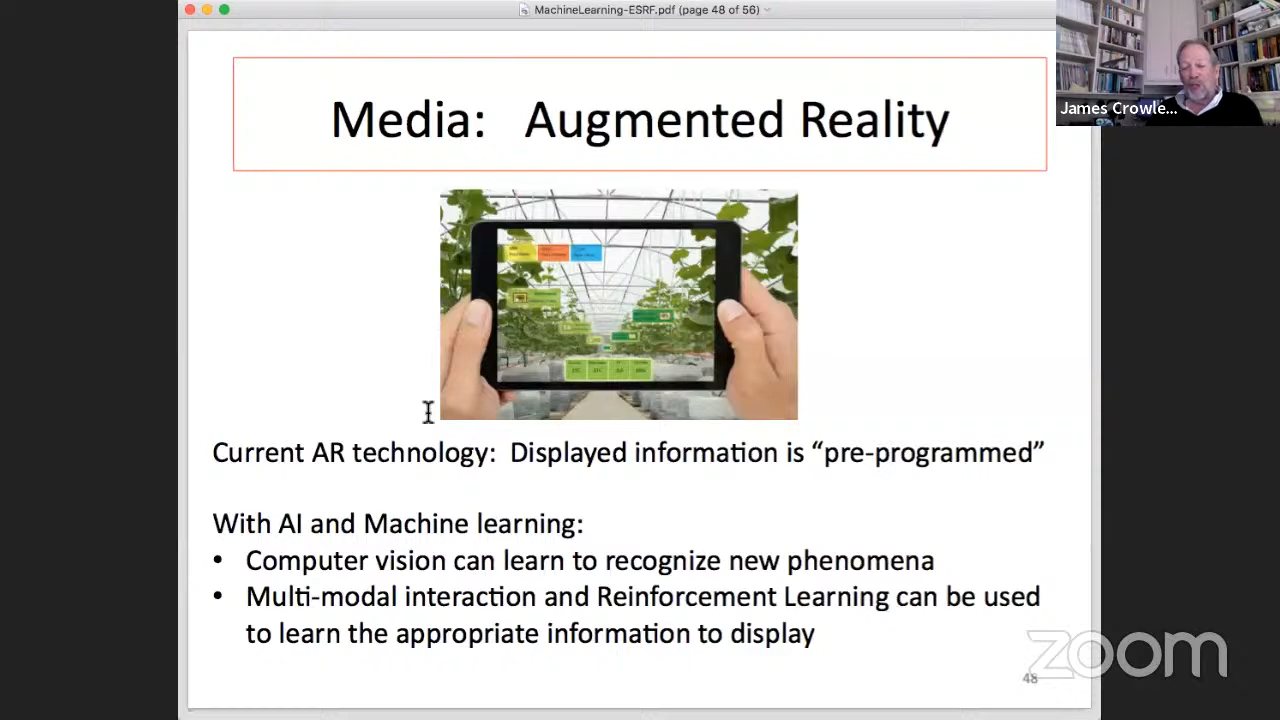 MachineLearning-ESRF.pdf (page 48 of 56)
James Crowle...
Media: Augmented Reality
Current AR technology: Displayed information is “pre-programmed”
With AI and Machine learning:
• Computer vision can learn to recognize new phenomena
• Multi-modal interaction and Reinforcement Learning can be used
to learn the appropriate information to display
zoom
48